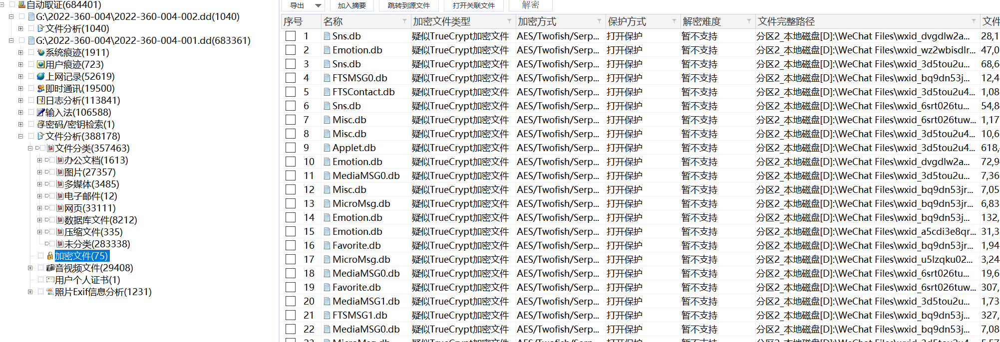 自动取证(684401)
G:\2022-360-004\2022-360-004-002.dd(1040)
文件分析(1040)
G:\2022-360-004\2022-360-004-001.dd(683361)
系统痕迹(1911)
用户痕迹(723)
上网记录(52619)
即时通讯(19500)
日志分析(113841)
输入法(106588)
密码/密钥检索(1)
文件分析(388178)
文件分类(357463)
办公文档(1613)
图片(27357)
多媒体(3485)
电子邮件(12)
网页(33111)
数据库文件(8212)
压缩文件(335)
未分类(283338)
加密文件(75)
音视频文件(29408)
用户个人证书(1)
照片Exif信息分析(1231)
导出 加入摘要 跳转到源文件 打开关联文件 解密
序号 名称 加密文件类型 加密方式 保护方式 解密难度 文件完整路径 文件
1 Sns.db 疑似TrueCrypt加密文件 AES/Twofish/Serp... 打开保护 暂不支持 分区2_本地磁盘[D]:\WeChat Files\wxid_dvgdlw2a... 28,1
2 Emotion.db 疑似TrueCrypt加密文件 AES/Twofish/Serp... 打开保护 暂不支持 分区2_本地磁盘[D]:\WeChat Files\wxid_wz2wbisdlr... 47,0
3 Sns.db 疑似TrueCrypt加密文件 AES/Twofish/Serp... 打开保护 暂不支持 分区2_本地磁盘[D]:\WeChat Files\wxid_3d5tou2u... 68,6
4 FTSMSG0.db 疑似TrueCrypt加密文件 AES/Twofish/Serp... 打开保护 暂不支持 分区2_本地磁盘[D]:\WeChat Files\wxid_bq9dn53j... 12,4
5 FTSContact.db 疑似TrueCrypt加密文件 AES/Twofish/Serp... 打开保护 暂不支持 分区2_本地磁盘[D]:\WeChat Files\wxid_3d5tou2u4... 1,08
6 Sns.db 疑似TrueCrypt加密文件 AES/Twofish/Serp... 打开保护 暂不支持 分区2_本地磁盘[D]:\WeChat Files\wxid_6srt026tu... 54,8
7 Misc.db 疑似TrueCrypt加密文件 AES/Twofish/Serp... 打开保护 暂不支持 分区2_本地磁盘[D]:\WeChat Files\wxid_6srt026tuw... 1,17
8 Misc.db 疑似TrueCrypt加密文件 AES/Twofish/Serp... 打开保护 暂不支持 分区2_本地磁盘[D]:\WeChat Files\wxid_3d5tou2u4... 10,6
9 Applet.db 疑似TrueCrypt加密文件 AES/Twofish/Serp... 打开保护 暂不支持 分区2_本地磁盘[D]:\WeChat Files\wxid_3d5tou2u4... 618,
10 Emotion.db 疑似TrueCrypt加密文件 AES/Twofish/Serp... 打开保护 暂不支持 分区2_本地磁盘[D]:\WeChat Files\wxid_dvgdlw2a... 72,9
11 MediaMSG0.db 疑似TrueCrypt加密文件 AES/Twofish/Serp... 打开保护 暂不支持 分区2_本地磁盘[D]:\WeChat Files\wxid_3d5tou2u... 7,36
12 Misc.db 疑似TrueCrypt加密文件 AES/Twofish/Serp... 打开保护 暂不支持 分区2_本地磁盘[D]:\WeChat Files\wxid_bq9dn53jr... 7,05
13 MicroMsg.db 疑似TrueCrypt加密文件 AES/Twofish/Serp... 打开保护 暂不支持 分区2_本地磁盘[D]:\WeChat Files\wxid_bq9dn53jr... 6,83
14 Emotion.db 疑似TrueCrypt加密文件 AES/Twofish/Serp... 打开保护 暂不支持 分区2_本地磁盘[D]:\WeChat Files\wxid_bq9dn53j... 132,
15 Emotion.db 疑似TrueCrypt加密文件 AES/Twofish/Serp... 打开保护 暂不支持 分区2_本地磁盘[D]:\WeChat Files\wxid_a5cdi3e8qr... 31,3
16 Favorite.db 疑似TrueCrypt加密文件 AES/Twofish/Serp... 打开保护 暂不支持 分区2_本地磁盘[D]:\WeChat Files\wxid_bq9dn53jr... 1,94
17 MicroMsg.db 疑似TrueCrypt加密文件 AES/Twofish/Serp... 打开保护 暂不支持 分区2_本地磁盘[D]:\WeChat Files\wxid_u5lzqku02... 3,24
18 MediaMSG0.db 疑似TrueCrypt加密文件 AES/Twofish/Serp... 打开保护 暂不支持 分区2_本地磁盘[D]:\WeChat Files\wxid_6srt026tu... 19,6
19 Favorite.db 疑似TrueCrypt加密文件 AES/Twofish/Serp... 打开保护 暂不支持 分区2_本地磁盘[D]:\WeChat Files\wxid_6srt026tuw... 307,
20 MediaMSG1.db 疑似TrueCrypt加密文件 AES/Twofish/Serp... 打开保护 暂不支持 分区2_本地磁盘[D]:\WeChat Files\wxid_3d5tou2u... 1,73
21 FTSMSG1.db 疑似TrueCrypt加密文件 AES/Twofish/Serp... 打开保护 暂不支持 分区2_本地磁盘[D]:\WeChat Files\wxid_bq9dn53j... 327,
22 MediaMSG0.db 疑似TrueCrypt加密文件 AES/Twofish/Serp... 打开保护 暂不支持 分区2_本地磁盘[D]:\WeChat Files\wxid_bq9dn53j... 7,08